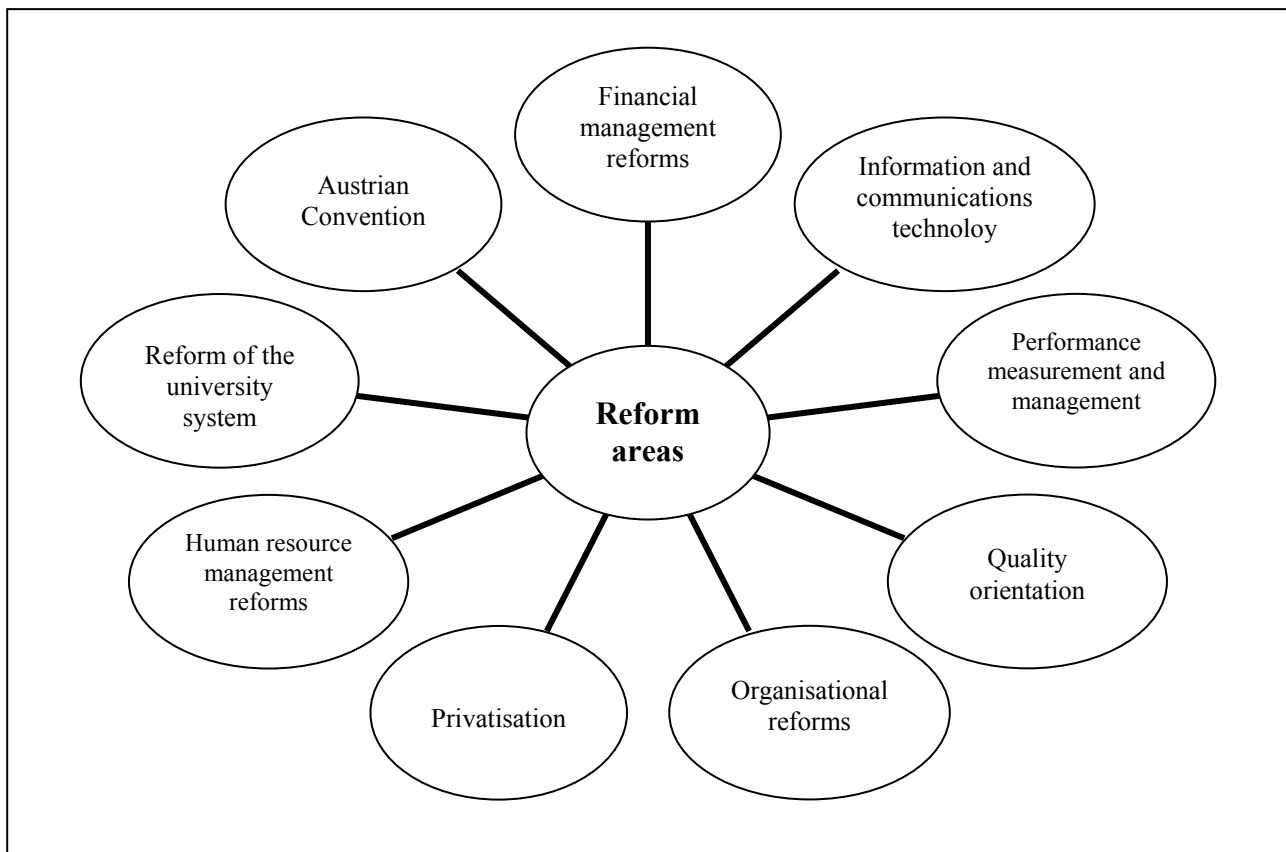 Financial
management
reforms
Information and
communications
technoloy
Performance
measurement and
management
Quality
orientation
Organisational
reforms
Privatisation
Human resource
management
reforms
Reform of the
university
system
Austrian
Convention
Reform
areas